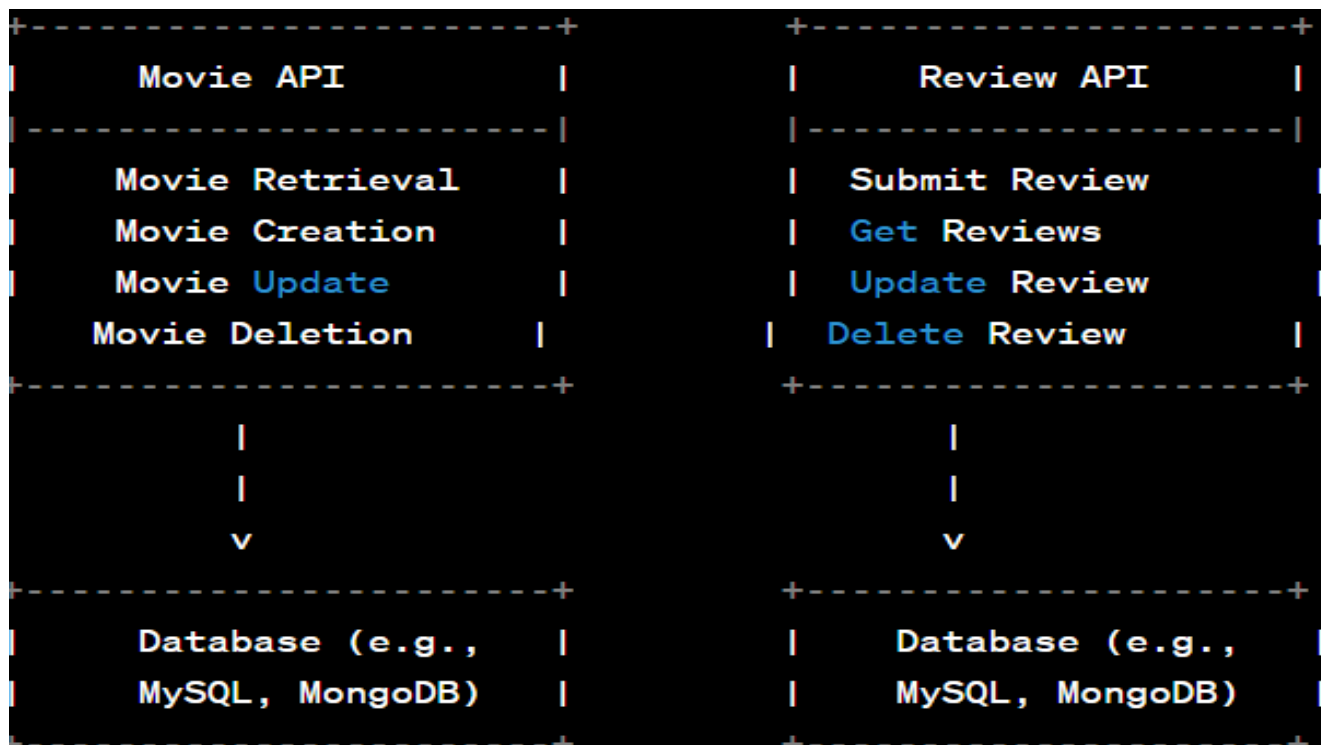 +-----------------------+ +---------------------+
| Movie API | | Review API |
|-----------------------| |---------------------|
| Movie Retrieval | | Submit Review |
| Movie Creation | | Get Reviews |
| Movie Update | | Update Review |
Movie Deletion | | Delete Review |
+-----------------------+ +---------------------+
| |
| |
v v
+-----------------------+ +---------------------+
| Database (e.g., | | Database (e.g., |
| MySQL, MongoDB) | | MySQL, MongoDB) |
+-----------------------+ +---------------------+